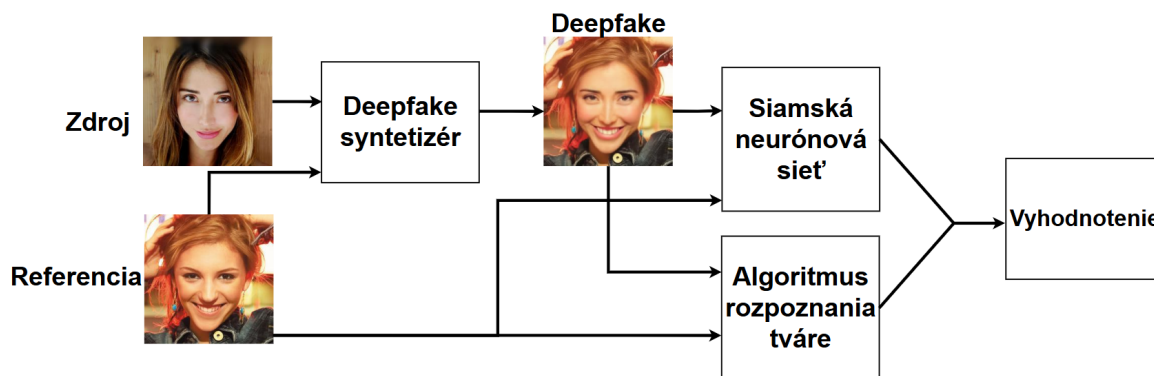 Deepfake
Zdroj
Deepfake
syntetizér
Siamská
neurónová
sieť
Referencia
Algoritmus
rozpoznania
tváre
Vyhodnotenie